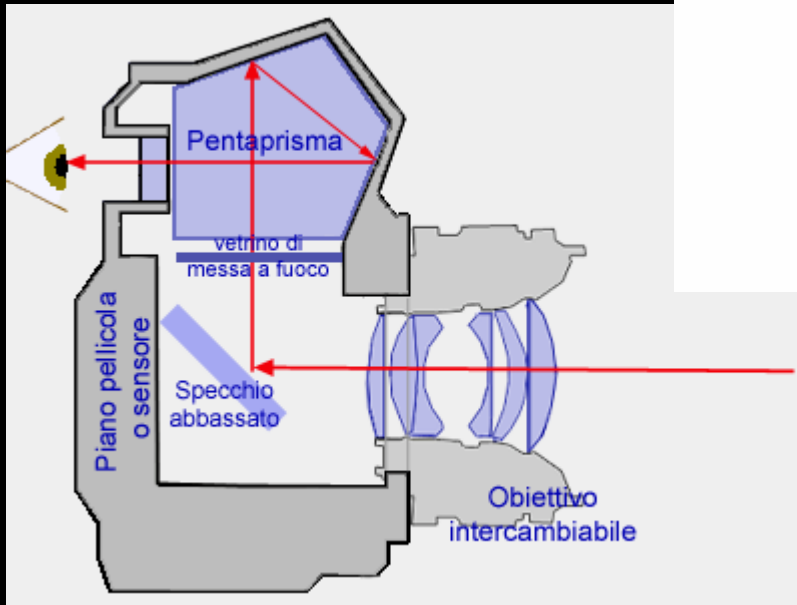 Pentaprisma
vetrino di
messa a fuoco
Piano pellicola
o sensore
Specchio
abbassato
Obiettivo
intercambiabile